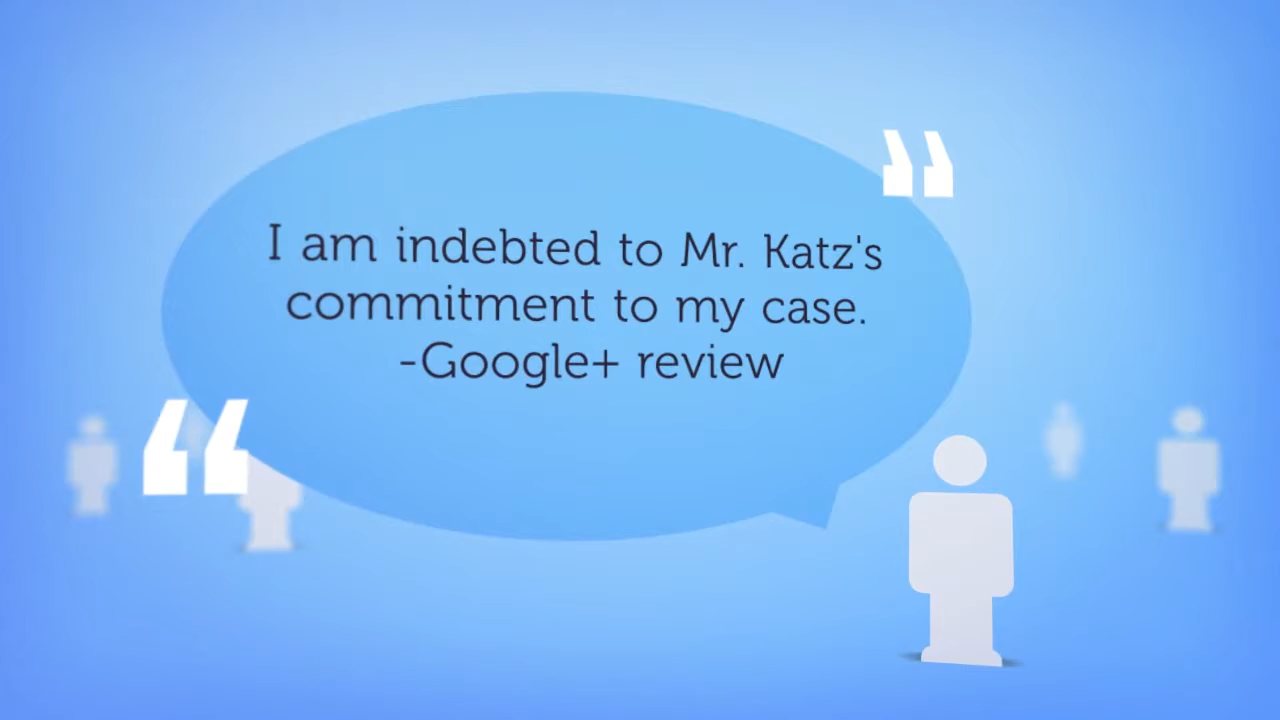 I am indebted to Mr. Katz's
commitment to my case.
-Google+ review